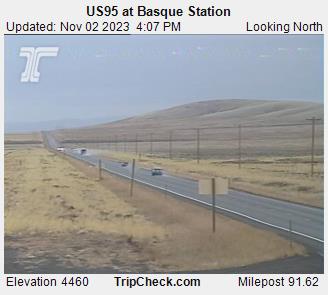 US95 at Basque Station
Updated: Nov 02 2023 4:07 PM Looking North
Elevation 4460 TripCheck.com Milepost 91.62